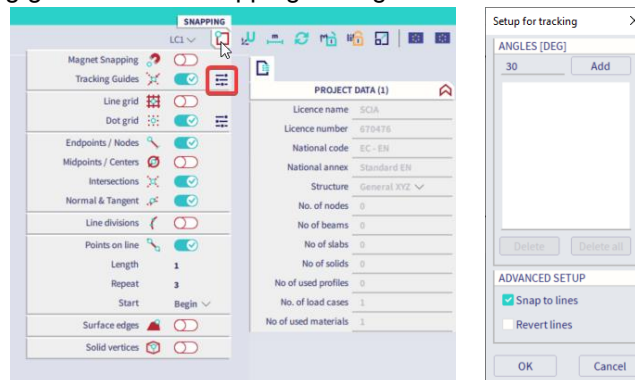 SNAPPING
LC1
Magnet Snapping
Tracking Guides
Line grid
Dot grid
Endpoints / Nodes
Midpoints / Centers
Intersections
Normal & Tangent
Line divisions
Points on line
Length 1
Repeat 3
Start Begin
Surface edges
Solid vertices
PROJECT DATA (1)
Licence name SCIA
Licence number 670476
National code EC - EN
National annex Standard EN
Structure General XYZ
No. of nodes 0
No of beams 0
No of slabs 0
No of solids 0
No of used profiles 0
No. of load cases 1
No of used materials 1
Setup for tracking
ANGLES [DEG]
30 Add
Delete Delete all
ADVANCED SETUP
Snap to lines
Revert lines
OK Cancel